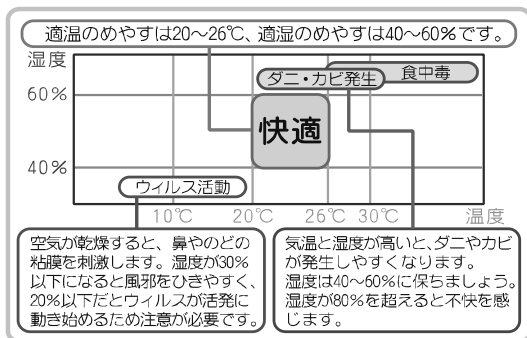 適温のめやすは20～26℃、適湿のめやすは40～60％です。
湿度
ダニ・カビ発生
食中毒
60％
快適
40％
ウィルス活動
10℃ 20℃ 26℃ 30℃ 温度
空気が乾燥すると、鼻やのどの
粘膜を刺激します。湿度が30％
以下になると風邪をひきやすく、
20％以下だとウィルスが活発に
動き始めるため注意が必要です。
気温と湿度が高いと、ダニやカビ
が発生しやすくなります。
湿度は40～60％に保ちましょう。
湿度が80％を超えると不快を感
じます。